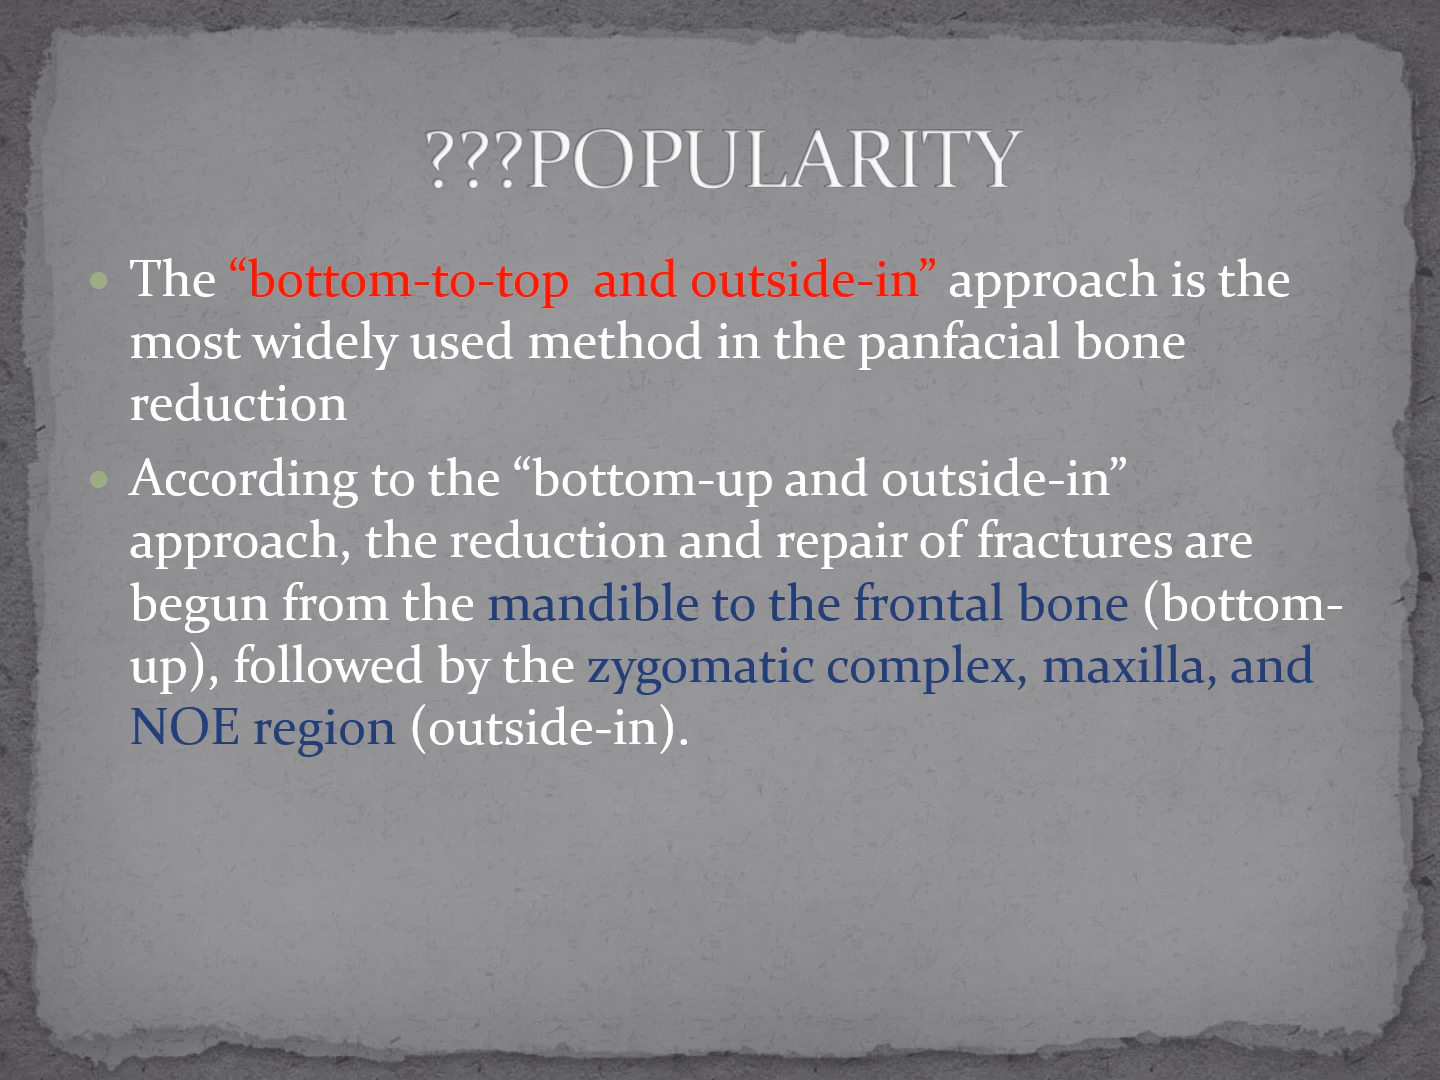 ???POPULARITY
• The “bottom-to-top  and outside-in” approach is the
most widely used method in the panfacial bone
reduction
• According to the “bottom-up and outside-in”
approach, the reduction and repair of fractures are
begun from the mandible to the frontal bone (bottom-
up), followed by the zygomatic complex, maxilla, and
NOE region (outside-in).